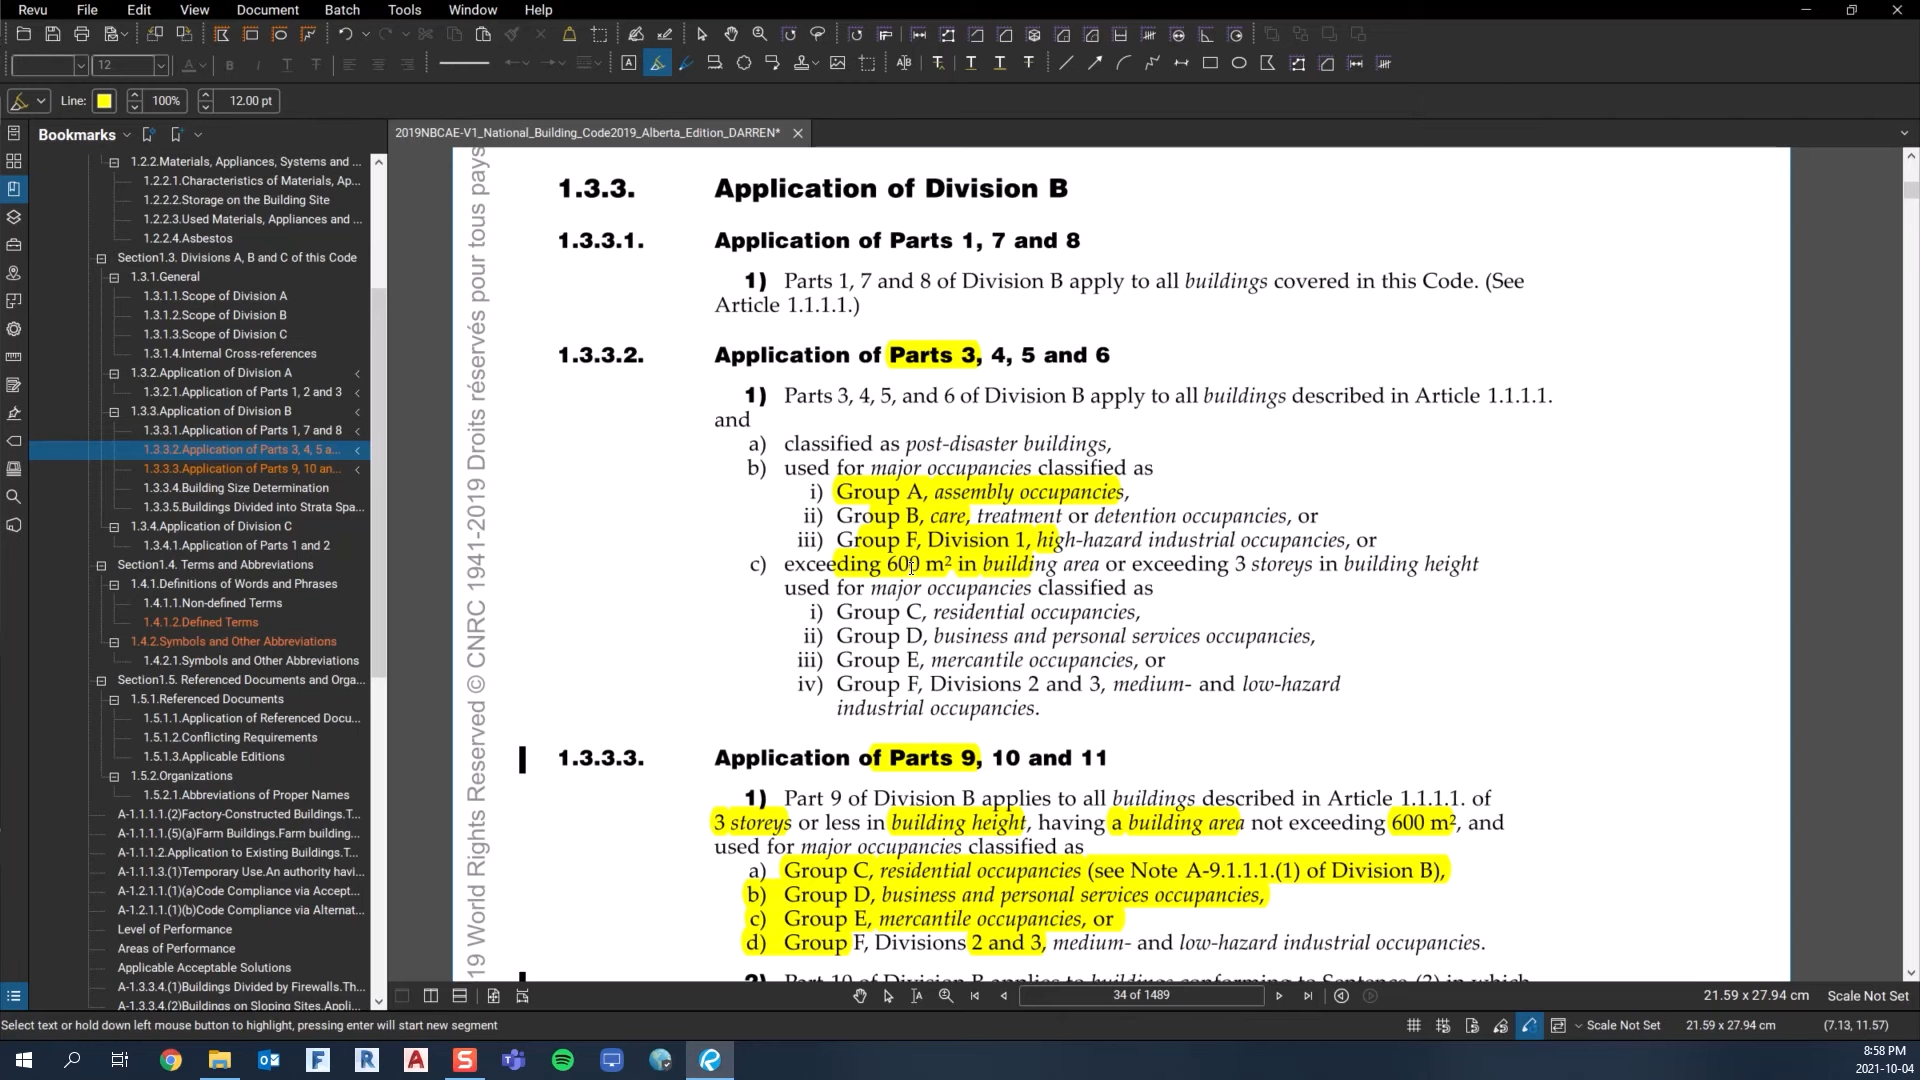 Revu File Edit View Document Batch Tools Window Help
12
Line: 100% 12.00 pt
Bookmarks
2019NBCAE-V1_National_Building_Code2019_Alberta_Edition_DARREN*
1.2.2.Materials, Appliances, Systems and ...
1.2.2.1.Characteristics of Materials, Ap...
1.2.2.2.Storage on the Building Site
1.2.2.3.Used Materials, Appliances and ...
1.2.2.4.Asbestos
Section1.3. Divisions A, B and C of this Code
1.3.1.General
1.3.1.1.Scope of Division A
1.3.1.2.Scope of Division B
1.3.1.3.Scope of Division C
1.3.1.4.Internal Cross-references
1.3.2.Application of Division A
1.3.2.1.Application of Parts 1, 2 and 3
1.3.3.Application of Division B
1.3.3.1.Application of Parts 1, 7 and 8
1.3.3.2.Application of Parts 3, 4, 5 a...
1.3.3.3.Application of Parts 9, 10 an...
1.3.3.4.Building Size Determination
1.3.3.5.Buildings Divided into Strata Spa...
1.3.4.Application of Division C
1.3.4.1.Application of Parts 1 and 2
Section1.4. Terms and Abbreviations
1.4.1.Definitions of Words and Phrases
1.4.1.1.Non-defined Terms
1.4.1.2.Defined Terms
1.4.2.Symbols and Other Abbreviations
1.4.2.1.Symbols and Other Abbreviations
Section1.5. Referenced Documents and Orga...
1.5.1.Referenced Documents
1.5.1.1.Application of Referenced Docu...
1.5.1.2.Conflicting Requirements
1.5.1.3.Applicable Editions
1.5.2.Organizations
1.5.2.1.Abbreviations of Proper Names
A-1.1.1.1.(2)Factory-Constructed Buildings.T...
A-1.1.1.1.(5)(a)Farm Buildings.Farm building...
A-1.1.1.2.Application to Existing Buildings.T...
A-1.1.1.3.(1)Temporary Use.An authority havi...
A-1.2.1.1.(1)(a)Code Compliance via Accept...
A-1.2.1.1.(1)(b)Code Compliance via Alternat...
Level of Performance
Areas of Performance
Applicable Acceptable Solutions
A-1.3.3.4.(1)Buildings Divided by Firewalls.Th...
A-1.3.3.4.(2)Buildings on Sloping Sites.Appli...
19 World Rights Reserved © CNRC 1941-2019 Droits réservés pour tous pays
1.3.3. Application of Division B
1.3.3.1. Application of Parts 1, 7 and 8
1) Parts 1, 7 and 8 of Division B apply to all buildings covered in this Code. (See
Article 1.1.1.1.)
1.3.3.2. Application of Parts 3, 4, 5 and 6
1) Parts 3, 4, 5, and 6 of Division B apply to all buildings described in Article 1.1.1.1.
and
a) classified as post-disaster buildings,
b) used for major occupancies classified as
i) Group A, assembly occupancies,
ii) Group B, care, treatment or detention occupancies, or
iii) Group F, Division 1, high-hazard industrial occupancies, or
c) exceeding 600 m² in building area or exceeding 3 storeys in building height
used for major occupancies classified as
i) Group C, residential occupancies,
ii) Group D, business and personal services occupancies,
iii) Group E, mercantile occupancies, or
iv) Group F, Divisions 2 and 3, medium- and low-hazard
industrial occupancies.
1.3.3.3. Application of Parts 9, 10 and 11
1) Part 9 of Division B applies to all buildings described in Article 1.1.1.1. of
3 storeys or less in building height, having a building area not exceeding 600 m², and
used for major occupancies classified as
a) Group C, residential occupancies (see Note A-9.1.1.1.(1) of Division B),
b) Group D, business and personal services occupancies,
c) Group E, mercantile occupancies, or
d) Group F, Divisions 2 and 3, medium- and low-hazard industrial occupancies.
2) Part 10 of Division B applies to buildings conforming to Sentence (3) in which
34 of 1489
21.59 x 27.94 cm Scale Not Set
Select text or hold down left mouse button to highlight, pressing enter will start new segment
Scale Not Set 21.59 x 27.94 cm (7.13, 11.57)
8:58 PM
2021-10-04